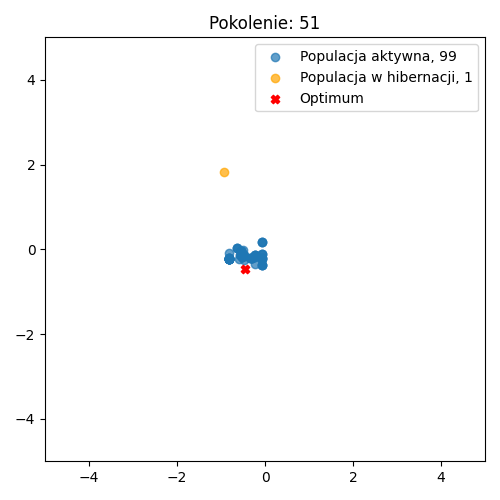 Pokolenie: 51
Populacja aktywna, 99
Populacja w hibernacji, 1
Optimum
4
2
0
−2
−4
−4
−2
0
2
4